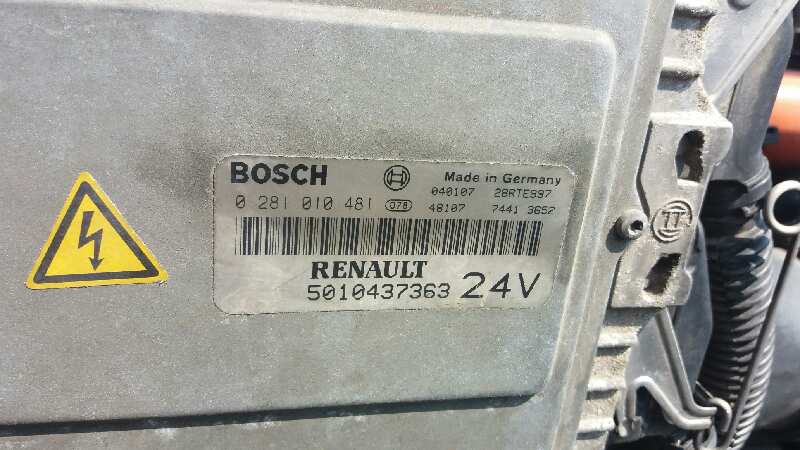 BOSCH
Made in Germany
040107 28RTE997
0 281 010 481 078
48107 7441 3652
RENAULT
5010437363 24V